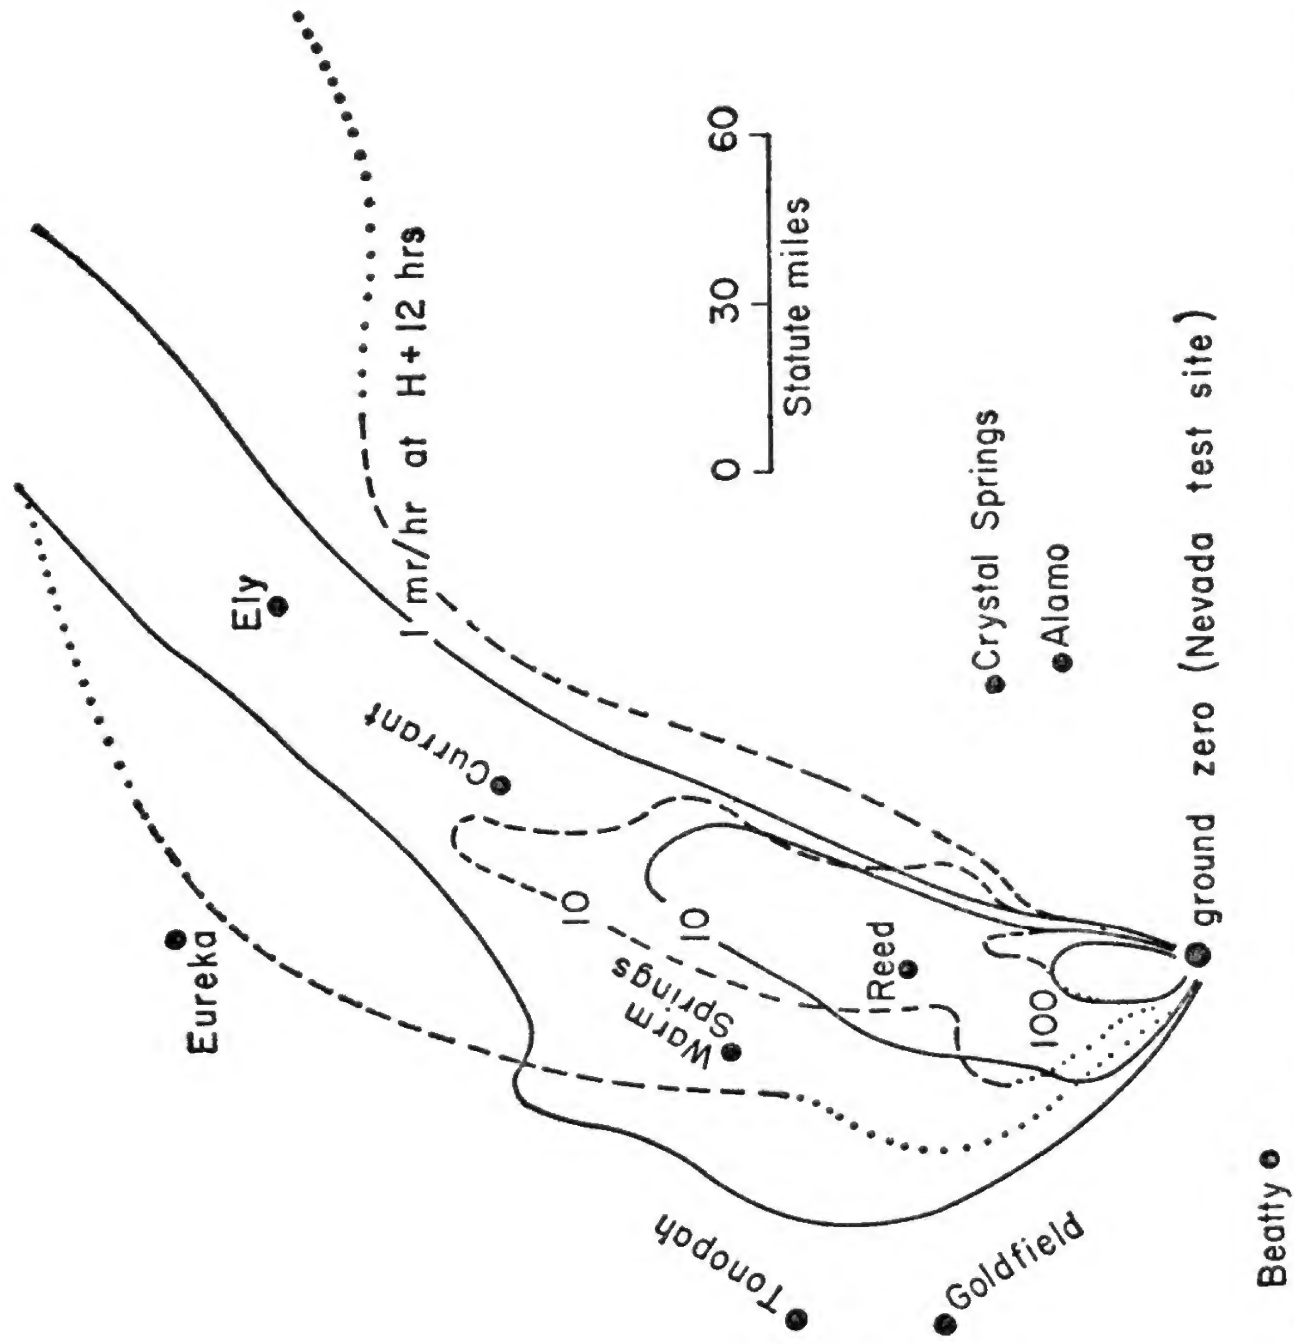 Ely
1 mr/hr at H + 12 hrs
Eureka
Currant
0 30 60
Statute miles
10
10
Warm
Springs
Reed
100
Crystal Springs
Alamo
Tonopah
Goldfield
ground zero (Nevada test site)
Beatty